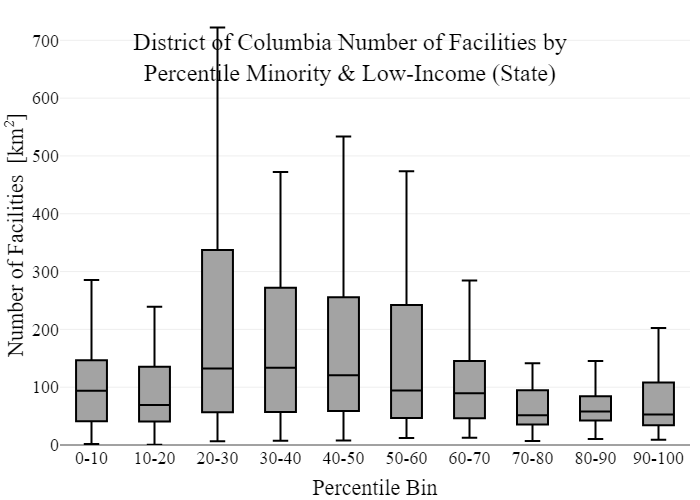 District of Columbia Number of Facilities by
Percentile Minority & Low-Income (State)
Number of Facilities [km²]
700
600
500
400
300
200
100
0
0-10 10-20 20-30 30-40 40-50 50-60 60-70 70-80 80-90 90-100
Percentile Bin